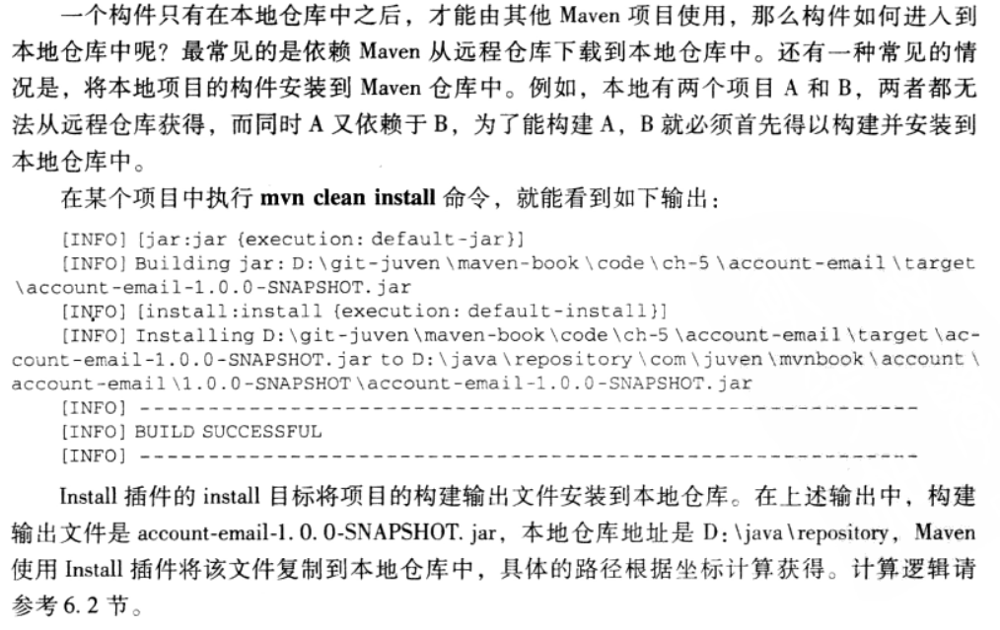 一个构件只有在本地仓库中之后，才能由其他 Maven 项目使用，那么构件如何进入到
本地仓库中呢？最常见的是依赖 Maven 从远程仓库下载到本地仓库中。还有一种常见的情
况是，将本地项目的构件安装到 Maven 仓库中。例如，本地有两个项目 A 和 B，两者都无
法从远程仓库获得，而同时 A 又依赖于 B，为了能构建 A，B 就必须首先得以构建并安装到
本地仓库中。
在某个项目中执行 mvn clean install 命令，就能看到如下输出：
[INFO] [jar:jar {execution: default-jar}]
[INFO] Building jar: D:\git-juven\maven-book\code\ch-5\account-email\target
\account-email-1.0.0-SNAPSHOT.jar
[INFO] [install:install {execution: default-install}]
[INFO] Installing D:\git-juven\maven-book\code\ch-5\account-email\target\ac-
count-email-1.0.0-SNAPSHOT.jar to D:\java\repository\com\juven\mvnbook\account\
account-email\1.0.0-SNAPSHOT\account-email-1.0.0-SNAPSHOT.jar
[INFO] ------------------------------------------------------------
[INFO] BUILD SUCCESSFUL
[INFO] ------------------------------------------------------------
Install 插件的 install 目标将项目的构建输出文件安装到本地仓库。在上述输出中，构建
输出文件是 account-email-1.0.0-SNAPSHOT.jar，本地仓库地址是 D:\java\repository，Maven
使用 Install 插件将该文件复制到本地仓库中，具体的路径根据坐标计算获得。计算逻辑请
参考 6.2 节。